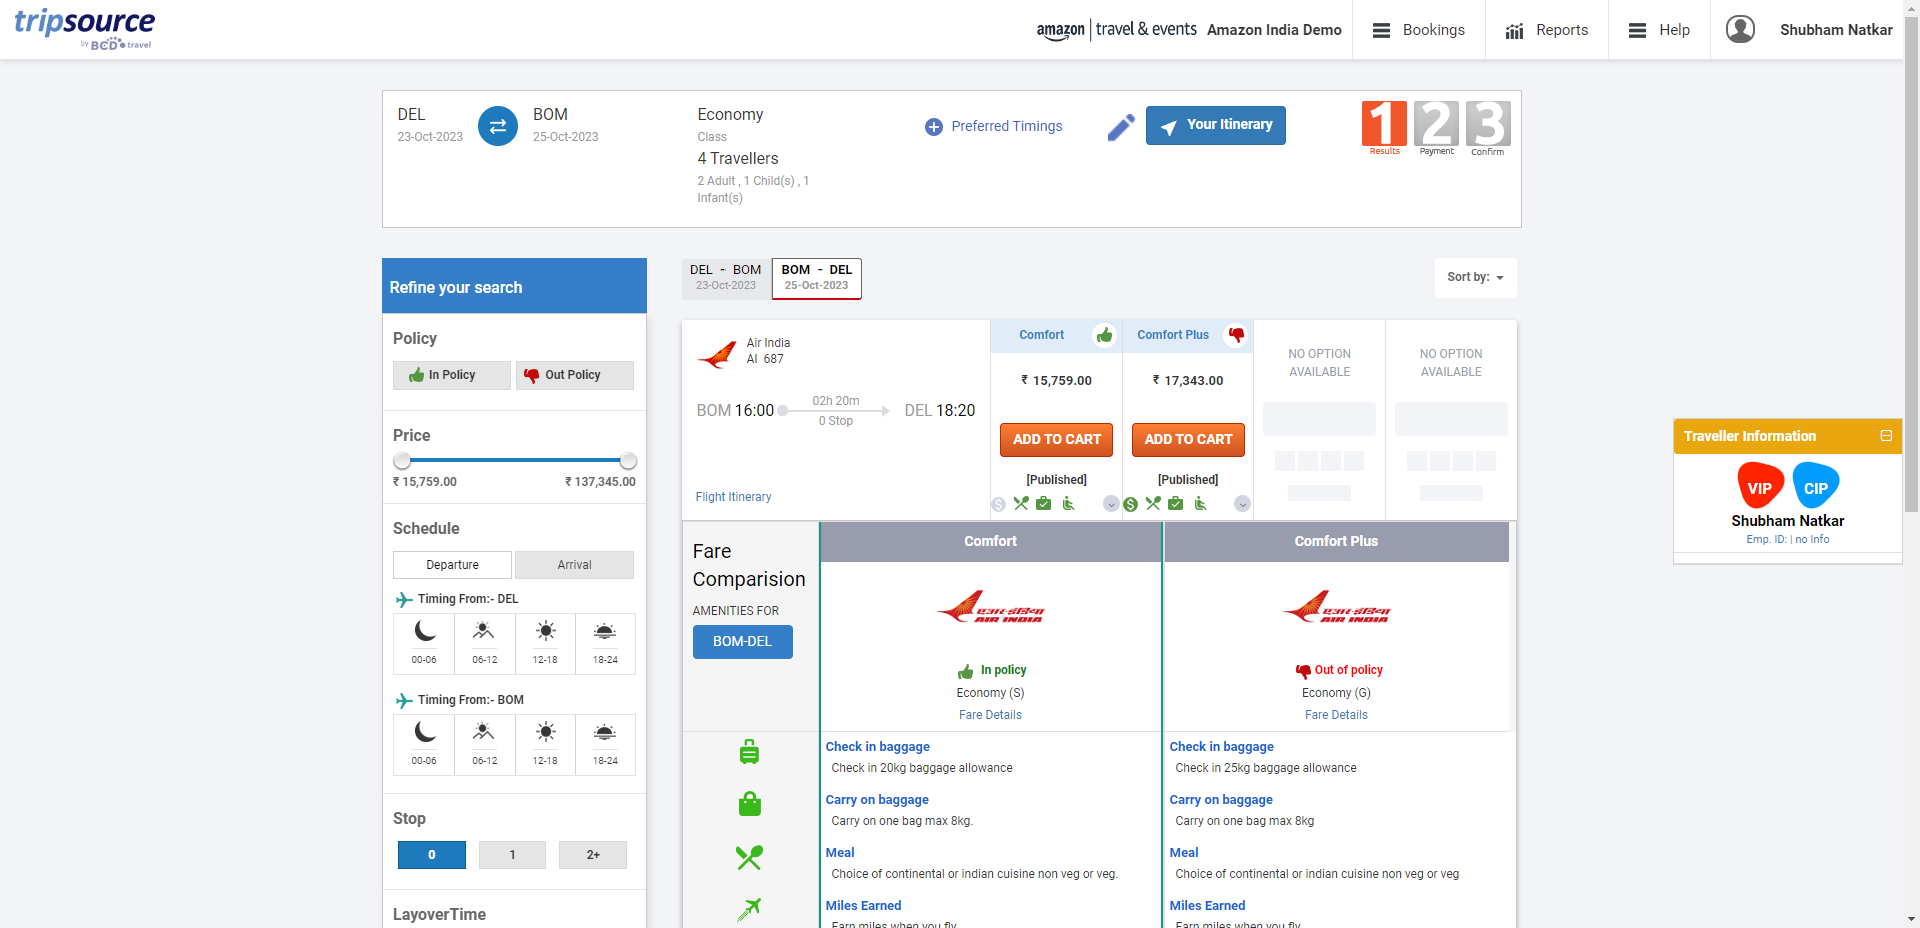 tripsource
by BCD travel
amazon | travel & events Amazon India Demo
Bookings
Reports
Help
Shubham Natkar
DEL
23-Oct-2023
BOM
25-Oct-2023
Economy
Class
4 Travellers
2 Adult , 1 Child(s) , 1
Infant(s)
Preferred Timings
Your Itinerary
1 2 3
Results Payment Confirm
Refine your search
Policy
In Policy Out Policy
Price
₹ 15,759.00 ₹ 137,345.00
Schedule
Departure Arrival
Timing From:- DEL
00-06 06-12 12-18 18-24
Timing From:- BOM
00-06 06-12 12-18 18-24
Stop
0 1 2+
LayoverTime
DEL - BOM
23-Oct-2023
BOM - DEL
25-Oct-2023
Sort by:
Air India
AI 687
BOM 16:00
02h 20m
0 Stop
DEL 18:20
Flight Itinerary
Comfort
₹ 15,759.00
ADD TO CART
[Published]
Comfort Plus
₹ 17,343.00
ADD TO CART
[Published]
NO OPTION
AVAILABLE
NO OPTION
AVAILABLE
Fare
Comparision
AMENITIES FOR
BOM-DEL
Comfort
एअर-इंडिया
AIR INDIA
In policy
Economy (S)
Fare Details
Comfort Plus
एअर-इंडिया
AIR INDIA
Out of policy
Economy (G)
Fare Details
Check in baggage
Check in 20kg baggage allowance
Carry on baggage
Carry on one bag max 8kg.
Meal
Choice of continental or indian cuisine non veg or veg.
Miles Earned
Earn miles when you fly
Check in baggage
Check in 25kg baggage allowance
Carry on baggage
Carry on one bag max 8kg
Meal
Choice of continental or indian cuisine non veg or veg
Miles Earned
Earn miles when you fly
Traveller Information
VIP CIP
Shubham Natkar
Emp. ID: | no Info